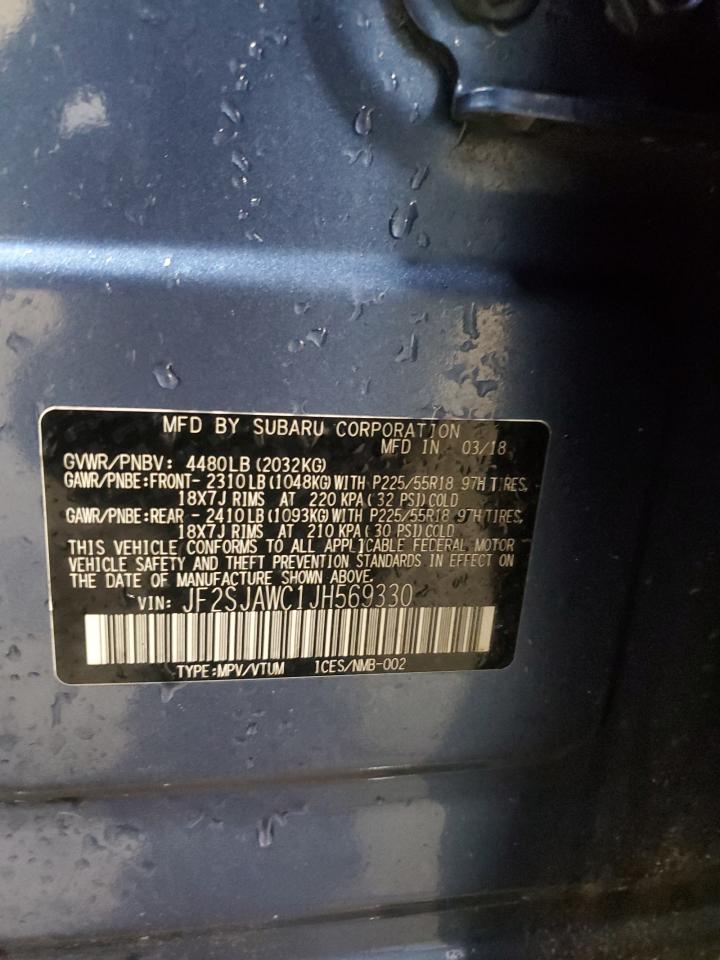 MFD BY SUBARU CORPORATION
MFD IN 03/18
GVWR/PNBV: 4480LB (2032KG)
GAWR/PNBE:FRONT- 2310 LB (1048KG) WITH P225/55R18 97H TIRES,
18X7J RIMS AT 220 KPA (32 PSI) COLD
GAWR/PNBE:REAR - 2410 LB (1093KG) WITH P225/55R18 97H TIRES,
18X7J RIMS AT 210 KPA (30 PSI) COLD
THIS VEHICLE CONFORMS TO ALL APPLICABLE FEDERAL MOTOR
VEHICLE SAFETY AND THEFT PREVENTION STANDARDS IN EFFECT ON
THE DATE OF MANUFACTURE SHOWN ABOVE.
VIN: JF2SJAWC1JH569330
TYPE:MPV/VTUM ICES/NMB-002